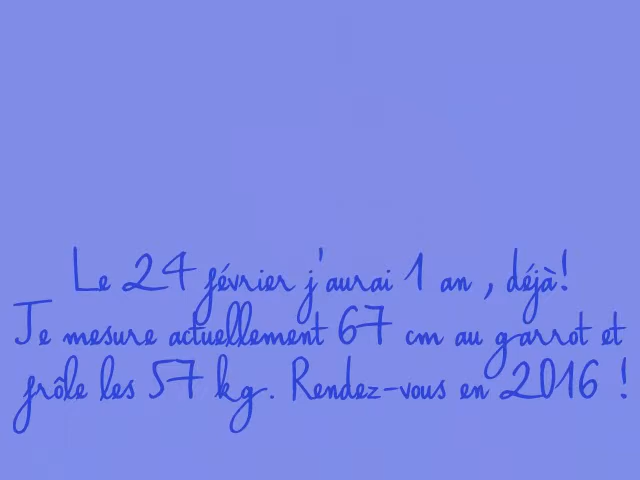 Le 24 février j'aurai 1 an , déjà!
Je mesure actuellement 67 cm au garrot et
frôle les 57 kg. Rendez-vous en 2016 !